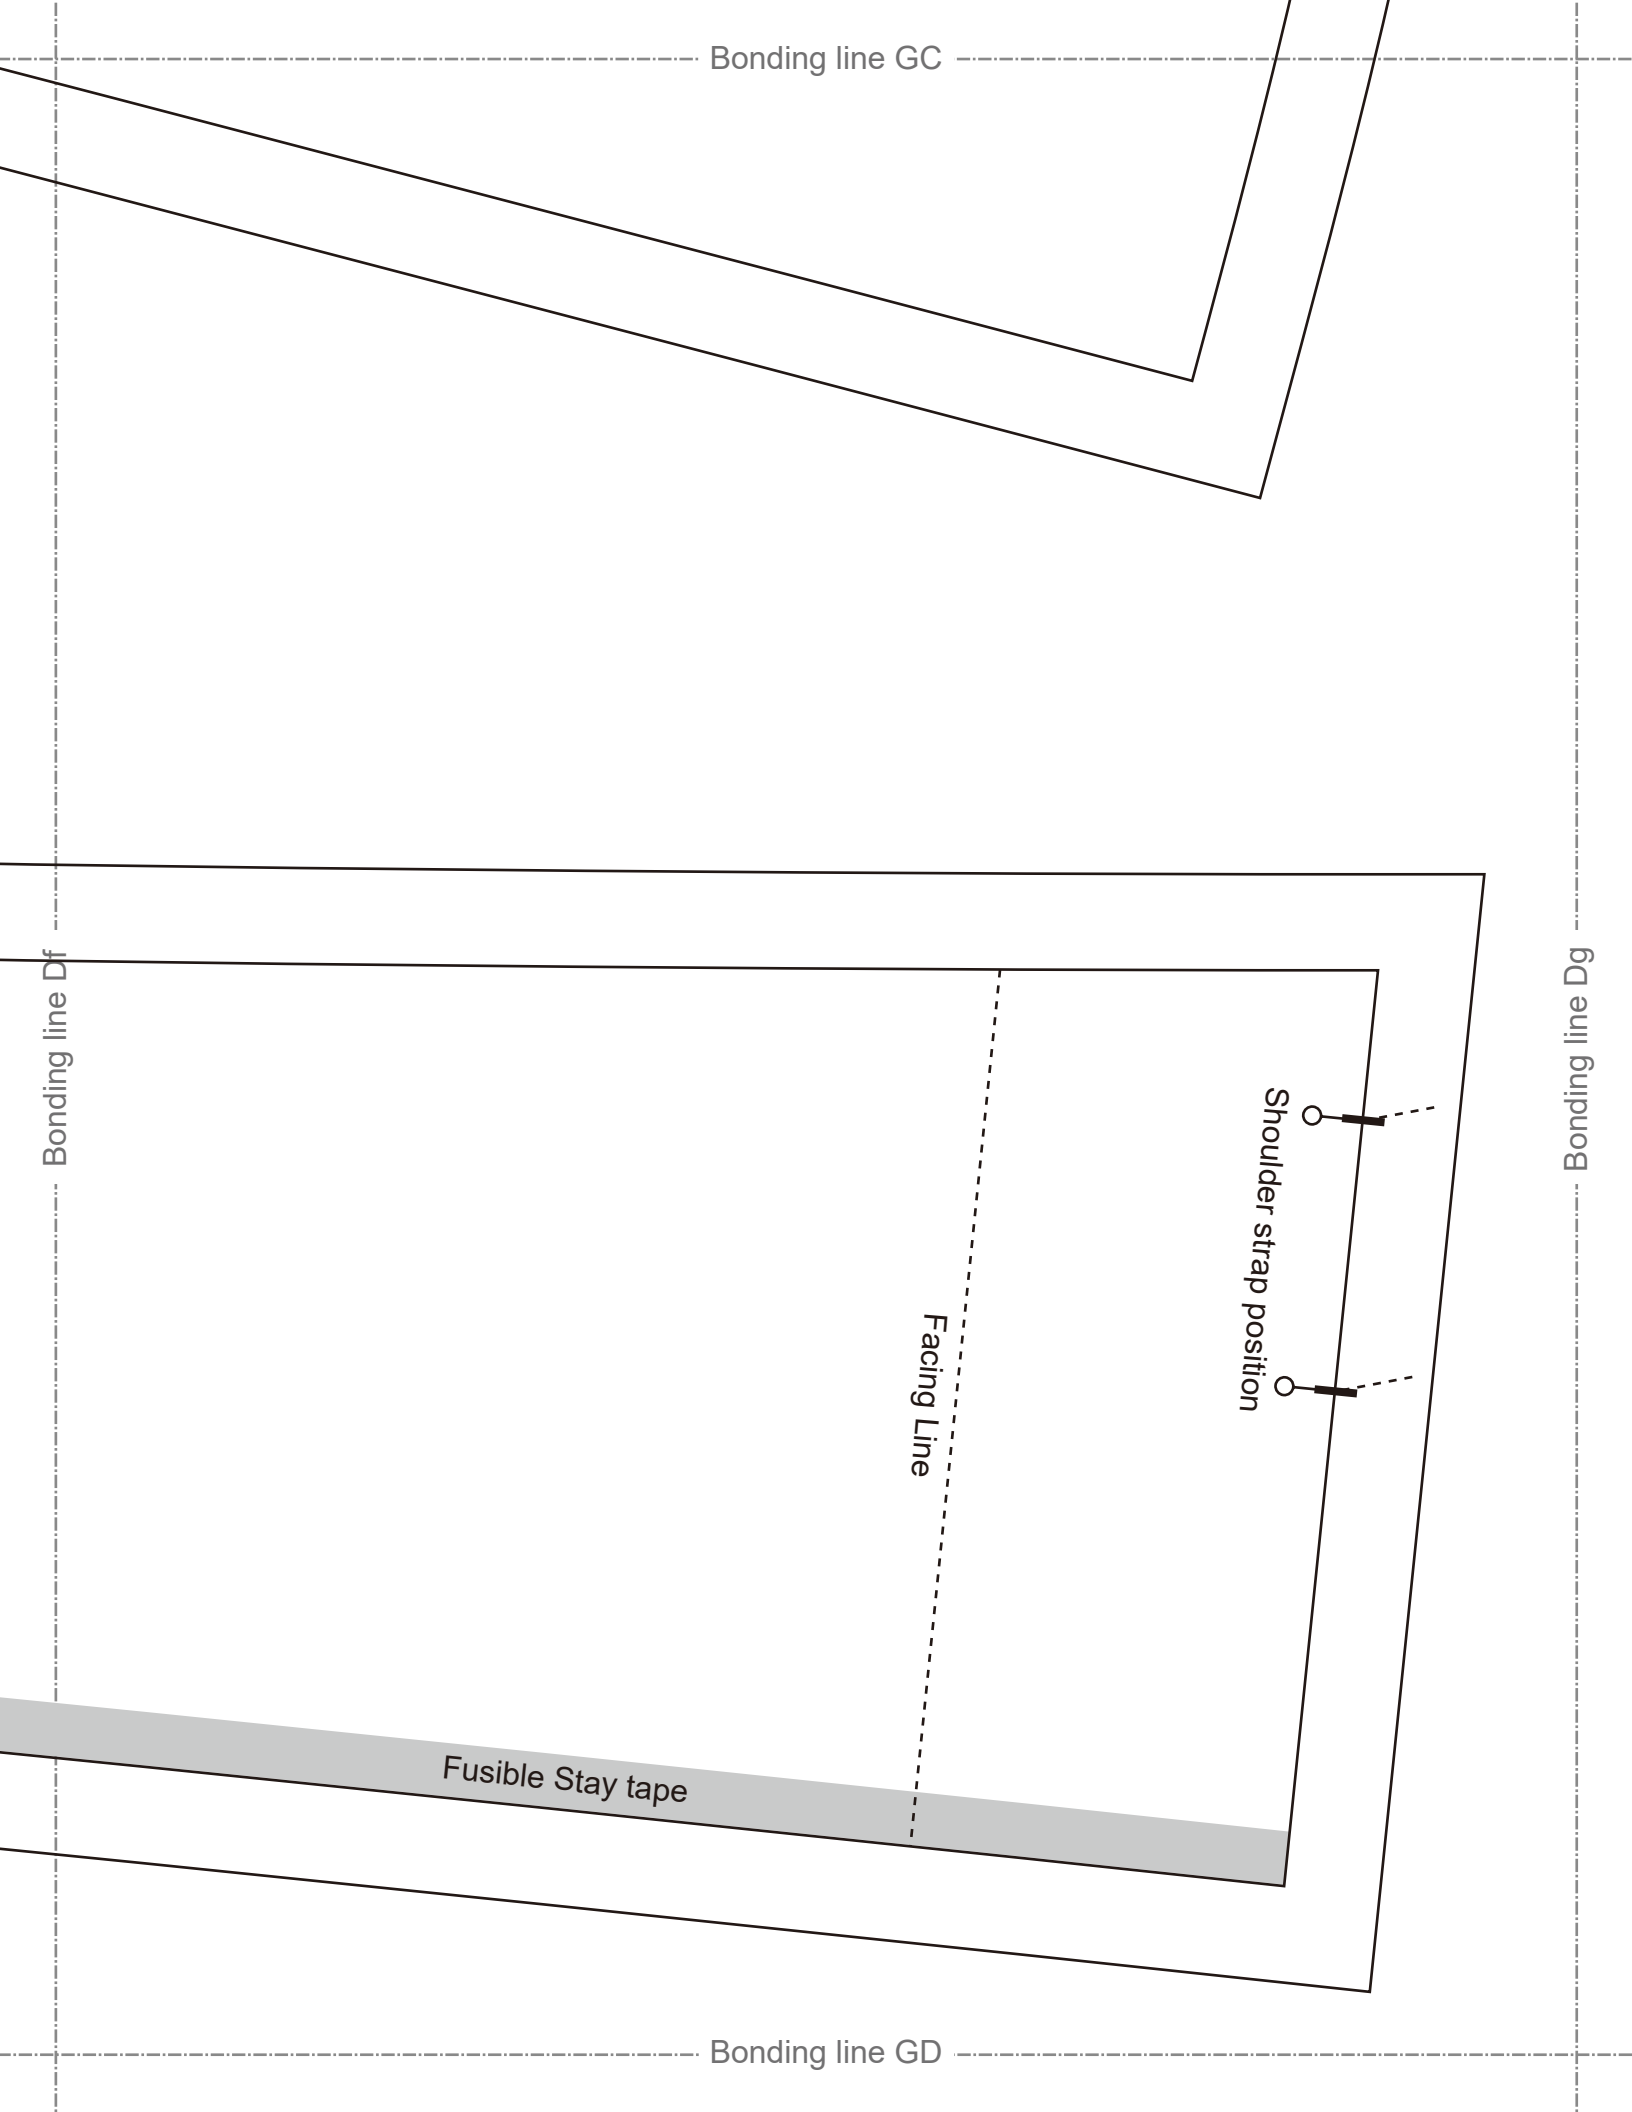 Bonding line GC
Bonding line Df
Bonding line Dg
Shoulder strap position
Facing Line
Fusible Stay tape
Bonding line GD